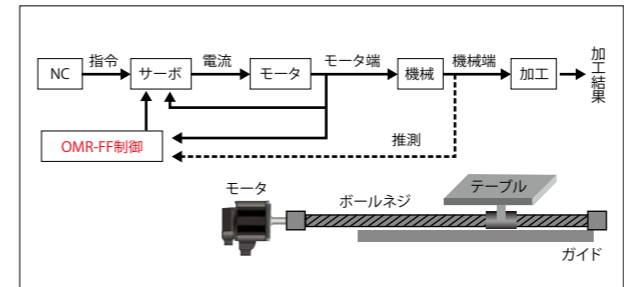 NC
指令
サーボ
電流
モータ
モータ端
機械
機械端
加工
加工結果
OMR-FF制御
推測
モータ
ボールネジ
テーブル
ガイド